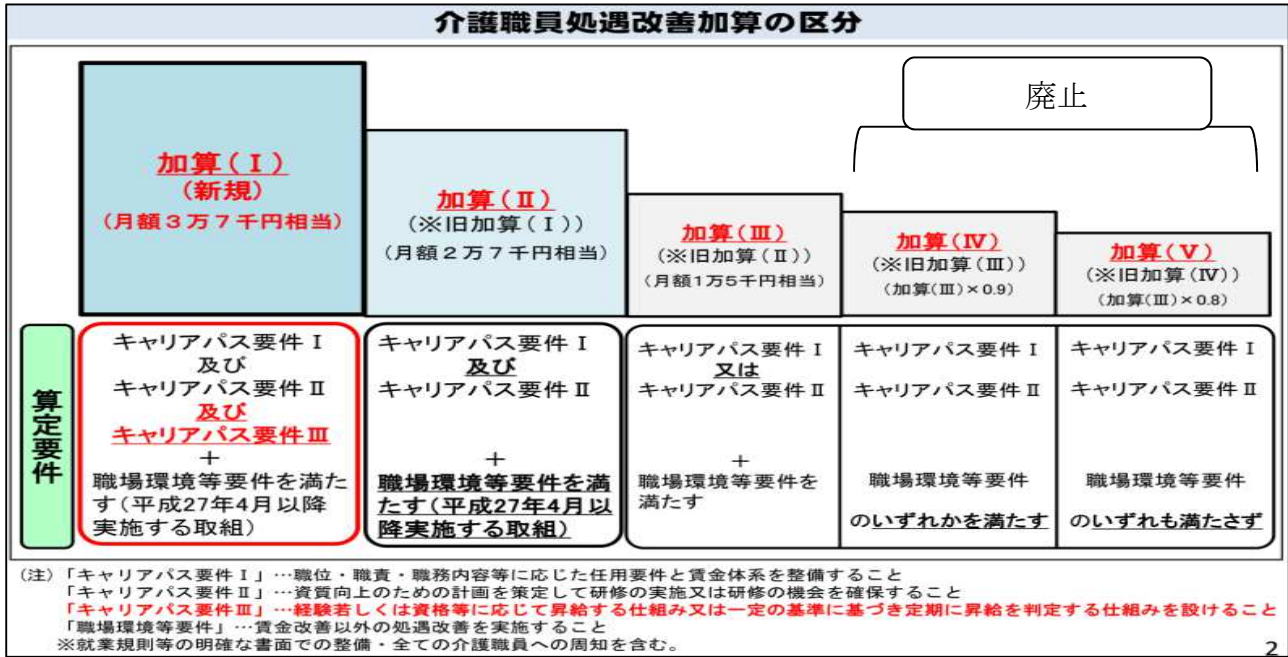 介護職員処遇改善加算の区分
廃止
加算(Ⅰ)
(新規)
(月額3万7千円相当)
加算(Ⅱ)
(※旧加算(Ⅰ))
(月額2万7千円相当)
加算(Ⅲ)
(※旧加算(Ⅱ))
(月額1万5千円相当)
加算(Ⅳ)
(※旧加算(Ⅲ))
(加算(Ⅲ)×0.9)
加算(Ⅴ)
(※旧加算(Ⅳ))
(加算(Ⅲ)×0.8)
算定要件
キャリアパス要件Ⅰ
及び
キャリアパス要件Ⅱ
及び
キャリアパス要件Ⅲ
+
職場環境等要件を満た
す(平成27年4月以降
実施する取組)
キャリアパス要件Ⅰ
及び
キャリアパス要件Ⅱ
+
職場環境等要件を満
たす(平成27年4月以
降実施する取組)
キャリアパス要件Ⅰ
又は
キャリアパス要件Ⅱ
+
職場環境等要件を
満たす
キャリアパス要件Ⅰ
キャリアパス要件Ⅱ
職場環境等要件
のいずれかを満たす
キャリアパス要件Ⅰ
キャリアパス要件Ⅱ
職場環境等要件
のいずれも満たさず
(注)「キャリアパス要件Ⅰ」…職位・職責・職務内容等に応じた任用要件と賃金体系を整備すること
「キャリアパス要件Ⅱ」…資質向上のための計画を策定して研修の実施又は研修の機会を確保すること
「キャリアパス要件Ⅲ」…経験若しくは資格等に応じて昇給する仕組み又は一定の基準に基づき定期に昇給を判定する仕組みを設けること
「職場環境等要件」…賃金改善以外の処遇改善を実施すること
※就業規則等の明確な書面での整備・全ての介護職員への周知を含む。
2